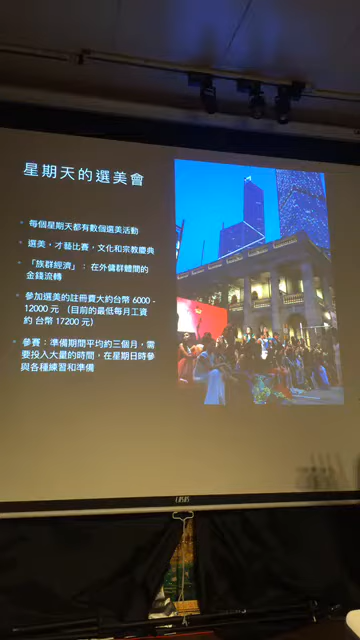 星期天的選美會
每個星期天都有數個選美活動
選美，才藝比賽，文化和宗教慶典
「族群經濟」： 在外傭群體間的
金錢流轉
參加選美的註冊費大約台幣 6000 -
12000 元 （目前的最低每月工資
約 台幣 17200 元）
參賽：準備期間平均約三個月，需
要投入大量的時間，在星期日時參
與各種練習和準備